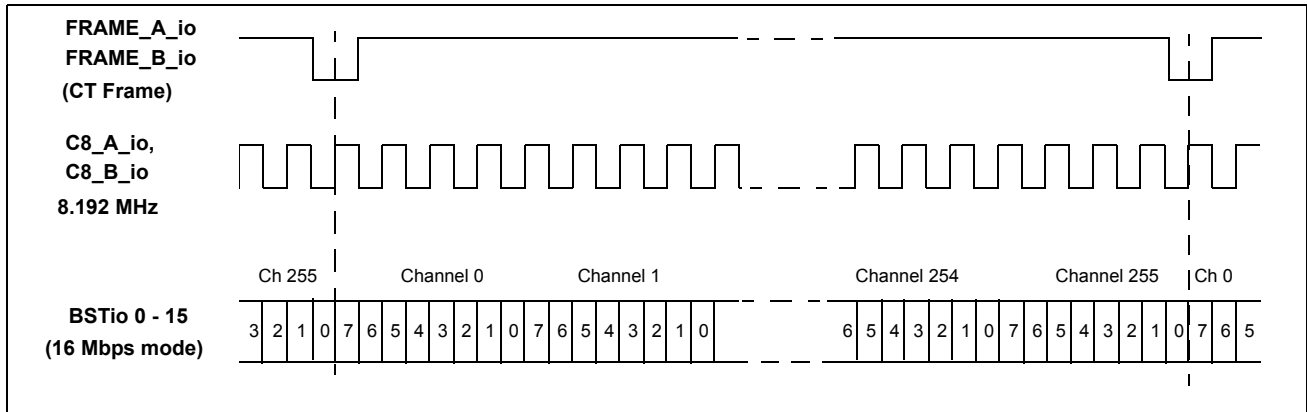 FRAME_A_io
FRAME_B_io
(CT Frame)
C8_A_io,
C8_B_io
8.192 MHz
Ch 255 Channel 0 Channel 1 Channel 254 Channel 255 Ch 0
BSTio 0 - 15
(16 Mbps mode)
3 2 1 0 7 6 5 4 3 2 1 0 7 6 5 4 3 2 1 0 6 5 4 3 2 1 0 7 6 5 4 3 2 1 0 7 6 5